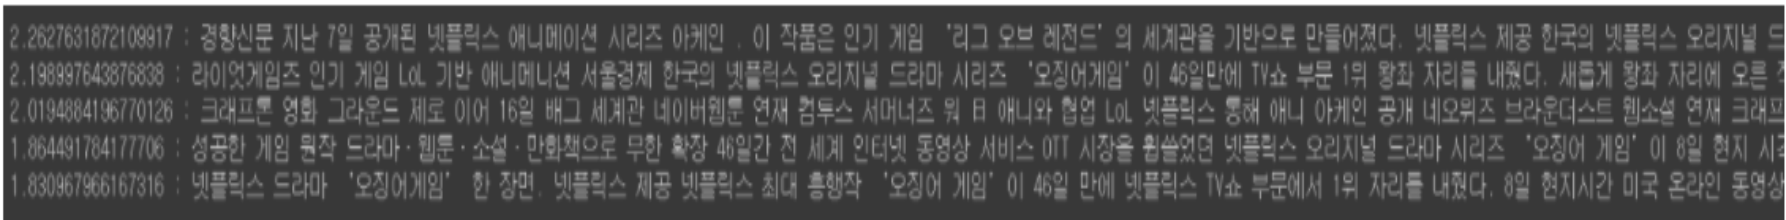 2.262763187210991​7 : 경향신문 지난 7일 공개된 넷플릭스 애니메이션 시리즈 아케인 . 이 작품은 인기 게임 ‘리그 오브 레전드’ 의 세계관을 기반으로 만들어졌다. 넷플릭스 제공 한국의 넷플릭스 오리지널 드
2.198997643876838 : 라이엇게임즈 인기 게임 LoL 기반 애니메니션 서울경제 한국의 넷플릭스 오리지널 드라마 시리즈 ‘오징어게임’ 이 46일만에 TV쇼 부문 1위 왕좌 자리를 내줬다. 새롭게 왕좌 자리에 오른
2.0194884196770126 : 크래프톤 영화 그라운드 제로 이어 16일 배그 세계관 네이버웹툰 연재 컴투스 서머너즈 워 日 애니와 협업 LoL 넷플릭스 통해 애니 아케인 공개 네오위즈 브라운더스트 웹소설 연재 크래프
1.864491784177706 : 성공한 게임 원작 드라마·웹툰·소설·만화책으로 무한 확장 46일간 전 세계 인터넷 동영상 서비스 OTT 시장을 휩쓸었던 넷플릭스 오리지널 드라마 시리즈 ‘오징어 게임’ 이 8일 현지 시
1.830967966167316 : 넷플릭스 드라마 ‘오징어게임’ 한 장면. 넷플릭스 제공 넷플릭스 최대 흥행작 ‘오징어 게임’ 이 46일 만에 넷플릭스 TV쇼 부문에서 1위 자리를 내줬다. 8일 현지시간 미국 온라인 동영상